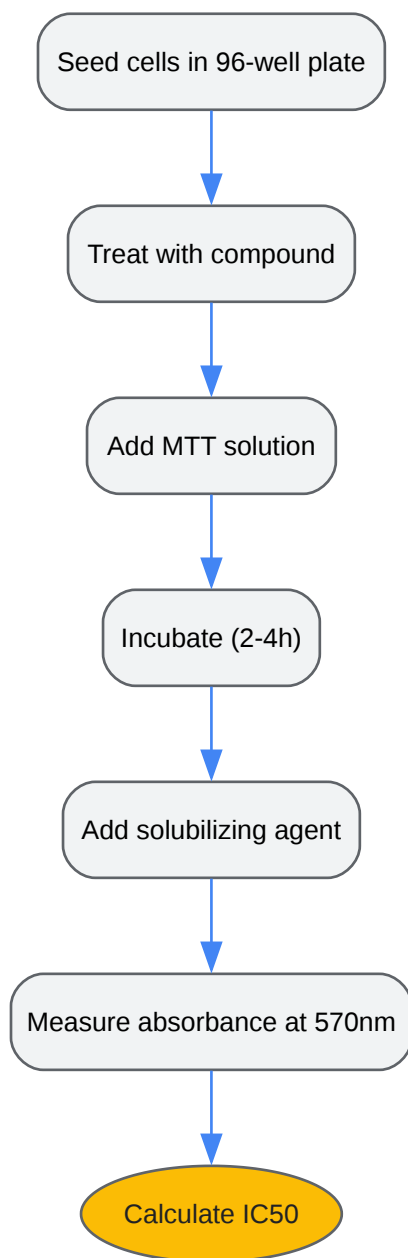 Seed cells in 96-well plate
Treat with compound
Add MTT solution
Incubate (2-4h)
Add solubilizing agent
Measure absorbance at 570nm
Calculate IC50